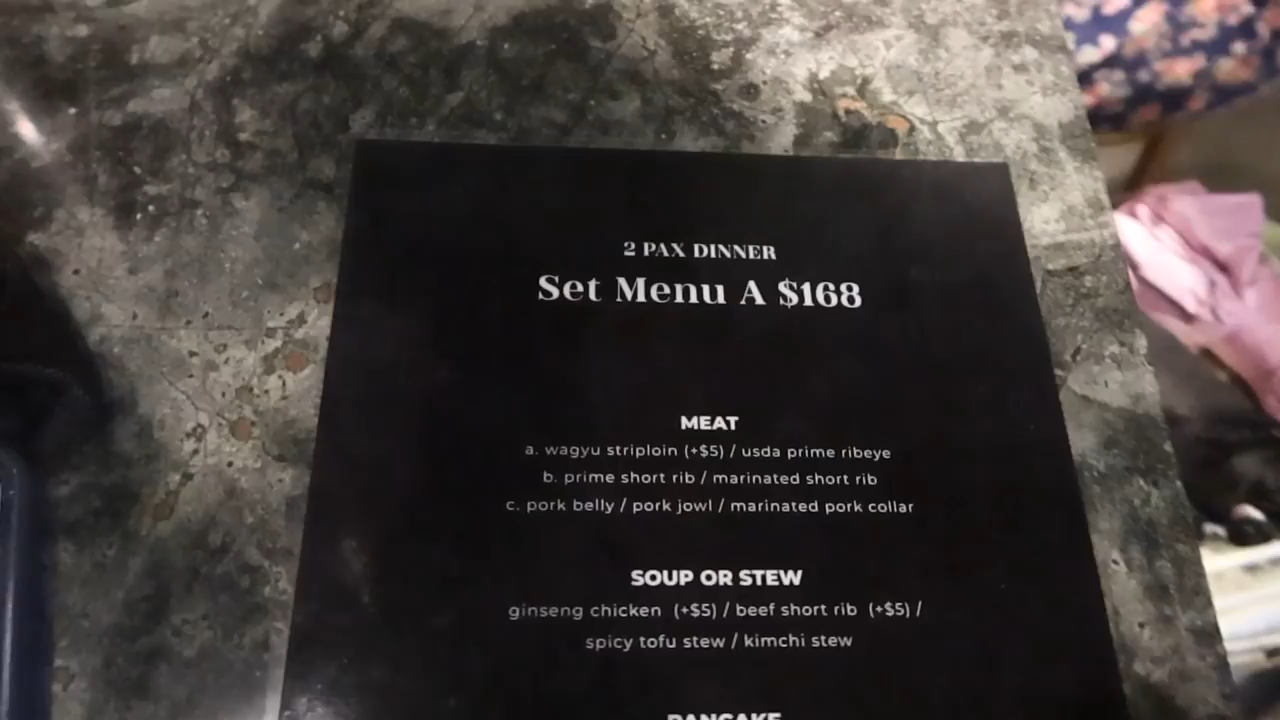 2 PAX DINNER
Set Menu A $168
MEAT
a. wagyu striploin (+$5) / usda prime ribeye
b. prime short rib / marinated short rib
c. pork belly / pork jowl / marinated pork collar
SOUP OR STEW
ginseng chicken (+$5) / beef short rib (+$5) /
spicy tofu stew / kimchi stew
PANCAKE